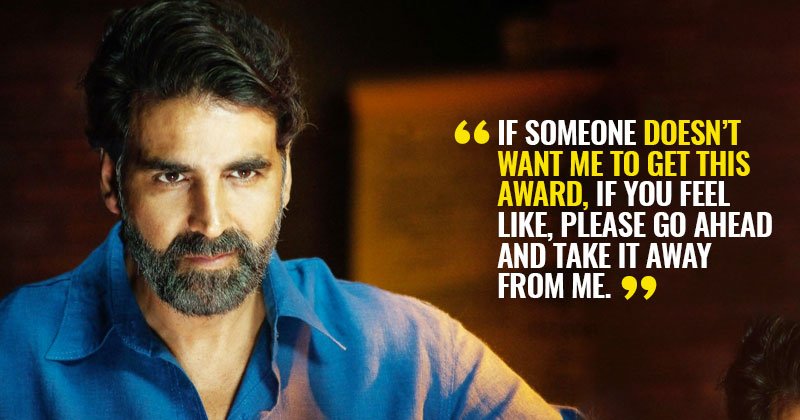 “ IF SOMEONE DOESN’T
WANT ME TO GET THIS
AWARD, IF YOU FEEL
LIKE, PLEASE GO AHEAD
AND TAKE IT AWAY
FROM ME. ”